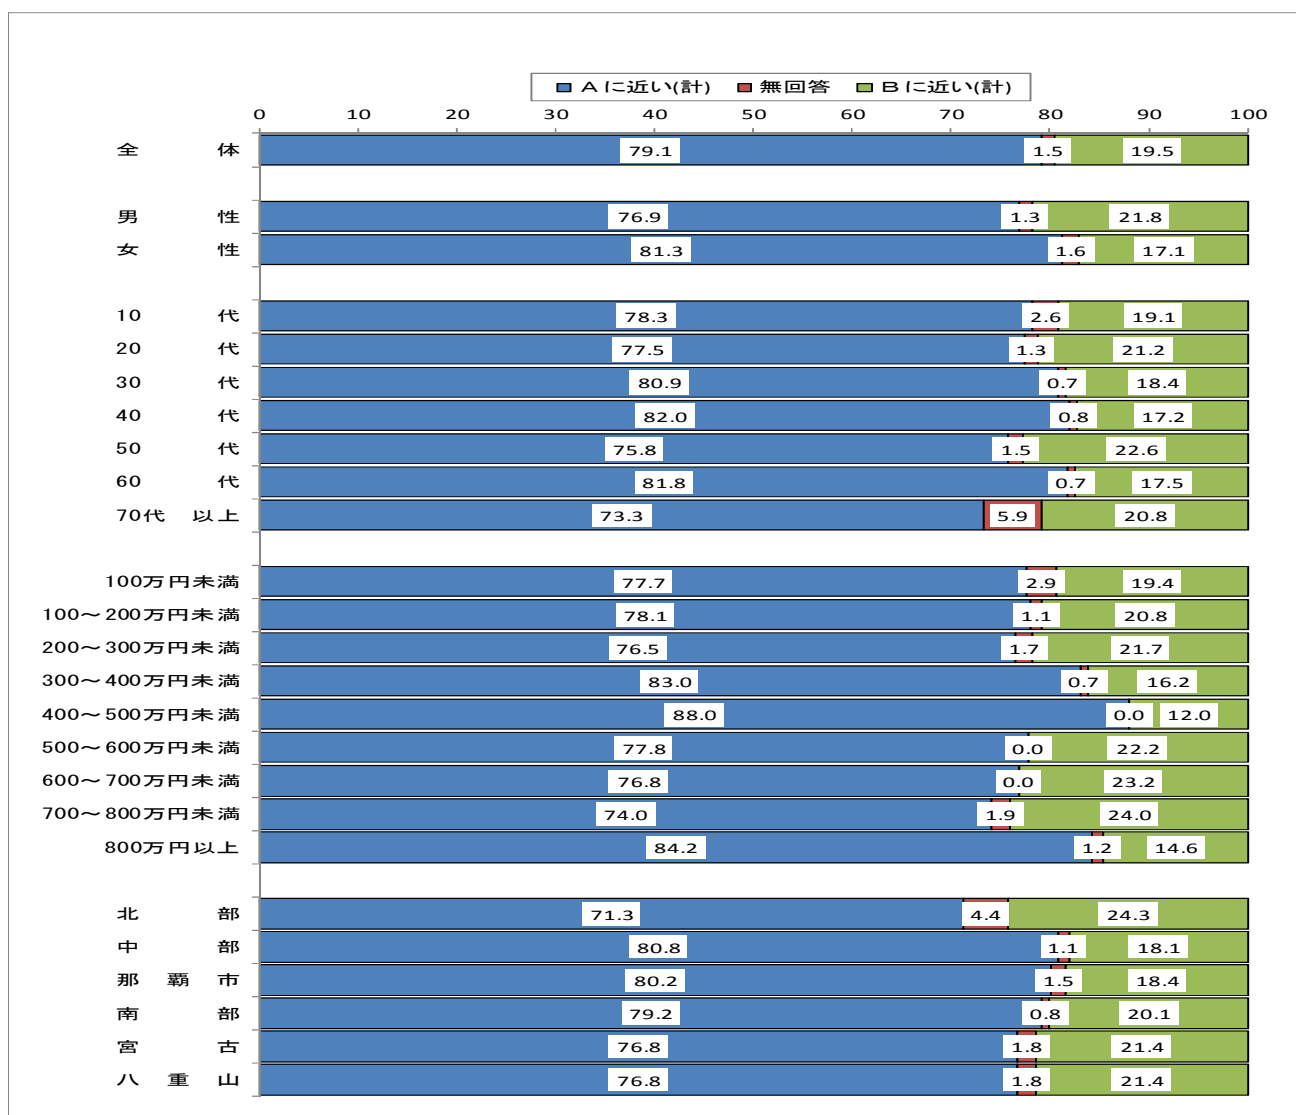 Ａに近い(計) 無回答 Ｂに近い(計)
0 10 20 30 40 50 60 70 80 90 100
全 体 79.1 1.5 19.5
男 性 76.9 1.3 21.8
女 性 81.3 1.6 17.1
10 代 78.3 2.6 19.1
20 代 77.5 1.3 21.2
30 代 80.9 0.7 18.4
40 代 82.0 0.8 17.2
50 代 75.8 1.5 22.6
60 代 81.8 0.7 17.5
70代 以上 73.3 5.9 20.8
100万円未満 77.7 2.9 19.4
100～200万円未満 78.1 1.1 20.8
200～300万円未満 76.5 1.7 21.7
300～400万円未満 83.0 0.7 16.2
400～500万円未満 88.0 0.0 12.0
500～600万円未満 77.8 0.0 22.2
600～700万円未満 76.8 0.0 23.2
700～800万円未満 74.0 1.9 24.0
800万円以上 84.2 1.2 14.6
北 部 71.3 4.4 24.3
中 部 80.8 1.1 18.1
那 覇 市 80.2 1.5 18.4
南 部 79.2 0.8 20.1
宮 古 76.8 1.8 21.4
八 重 山 76.8 1.8 21.4